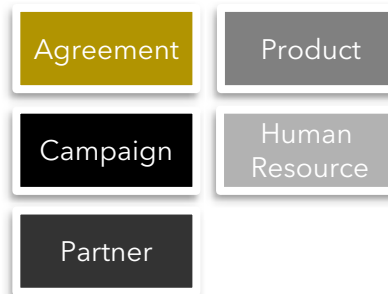 Agreement
Product
Campaign
Human
Resource
Partner